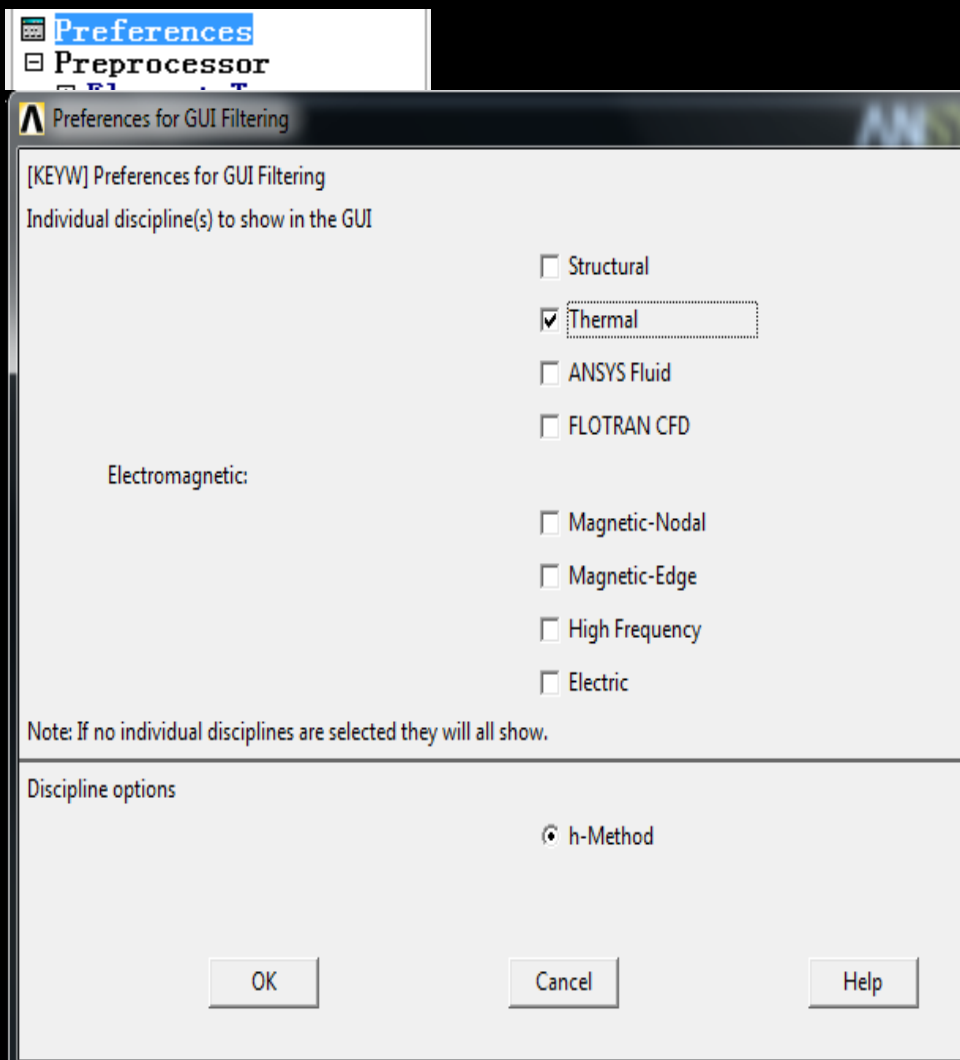 Preferences
Preprocessor
Preferences for GUI Filtering
[KEYW] Preferences for GUI Filtering
Individual discipline(s) to show in the GUI
Structural
Thermal
ANSYS Fluid
FLOTRAN CFD
Electromagnetic:
Magnetic-Nodal
Magnetic-Edge
High Frequency
Electric
Note: If no individual disciplines are selected they will all show.
Discipline options
h-Method
OK Cancel Help